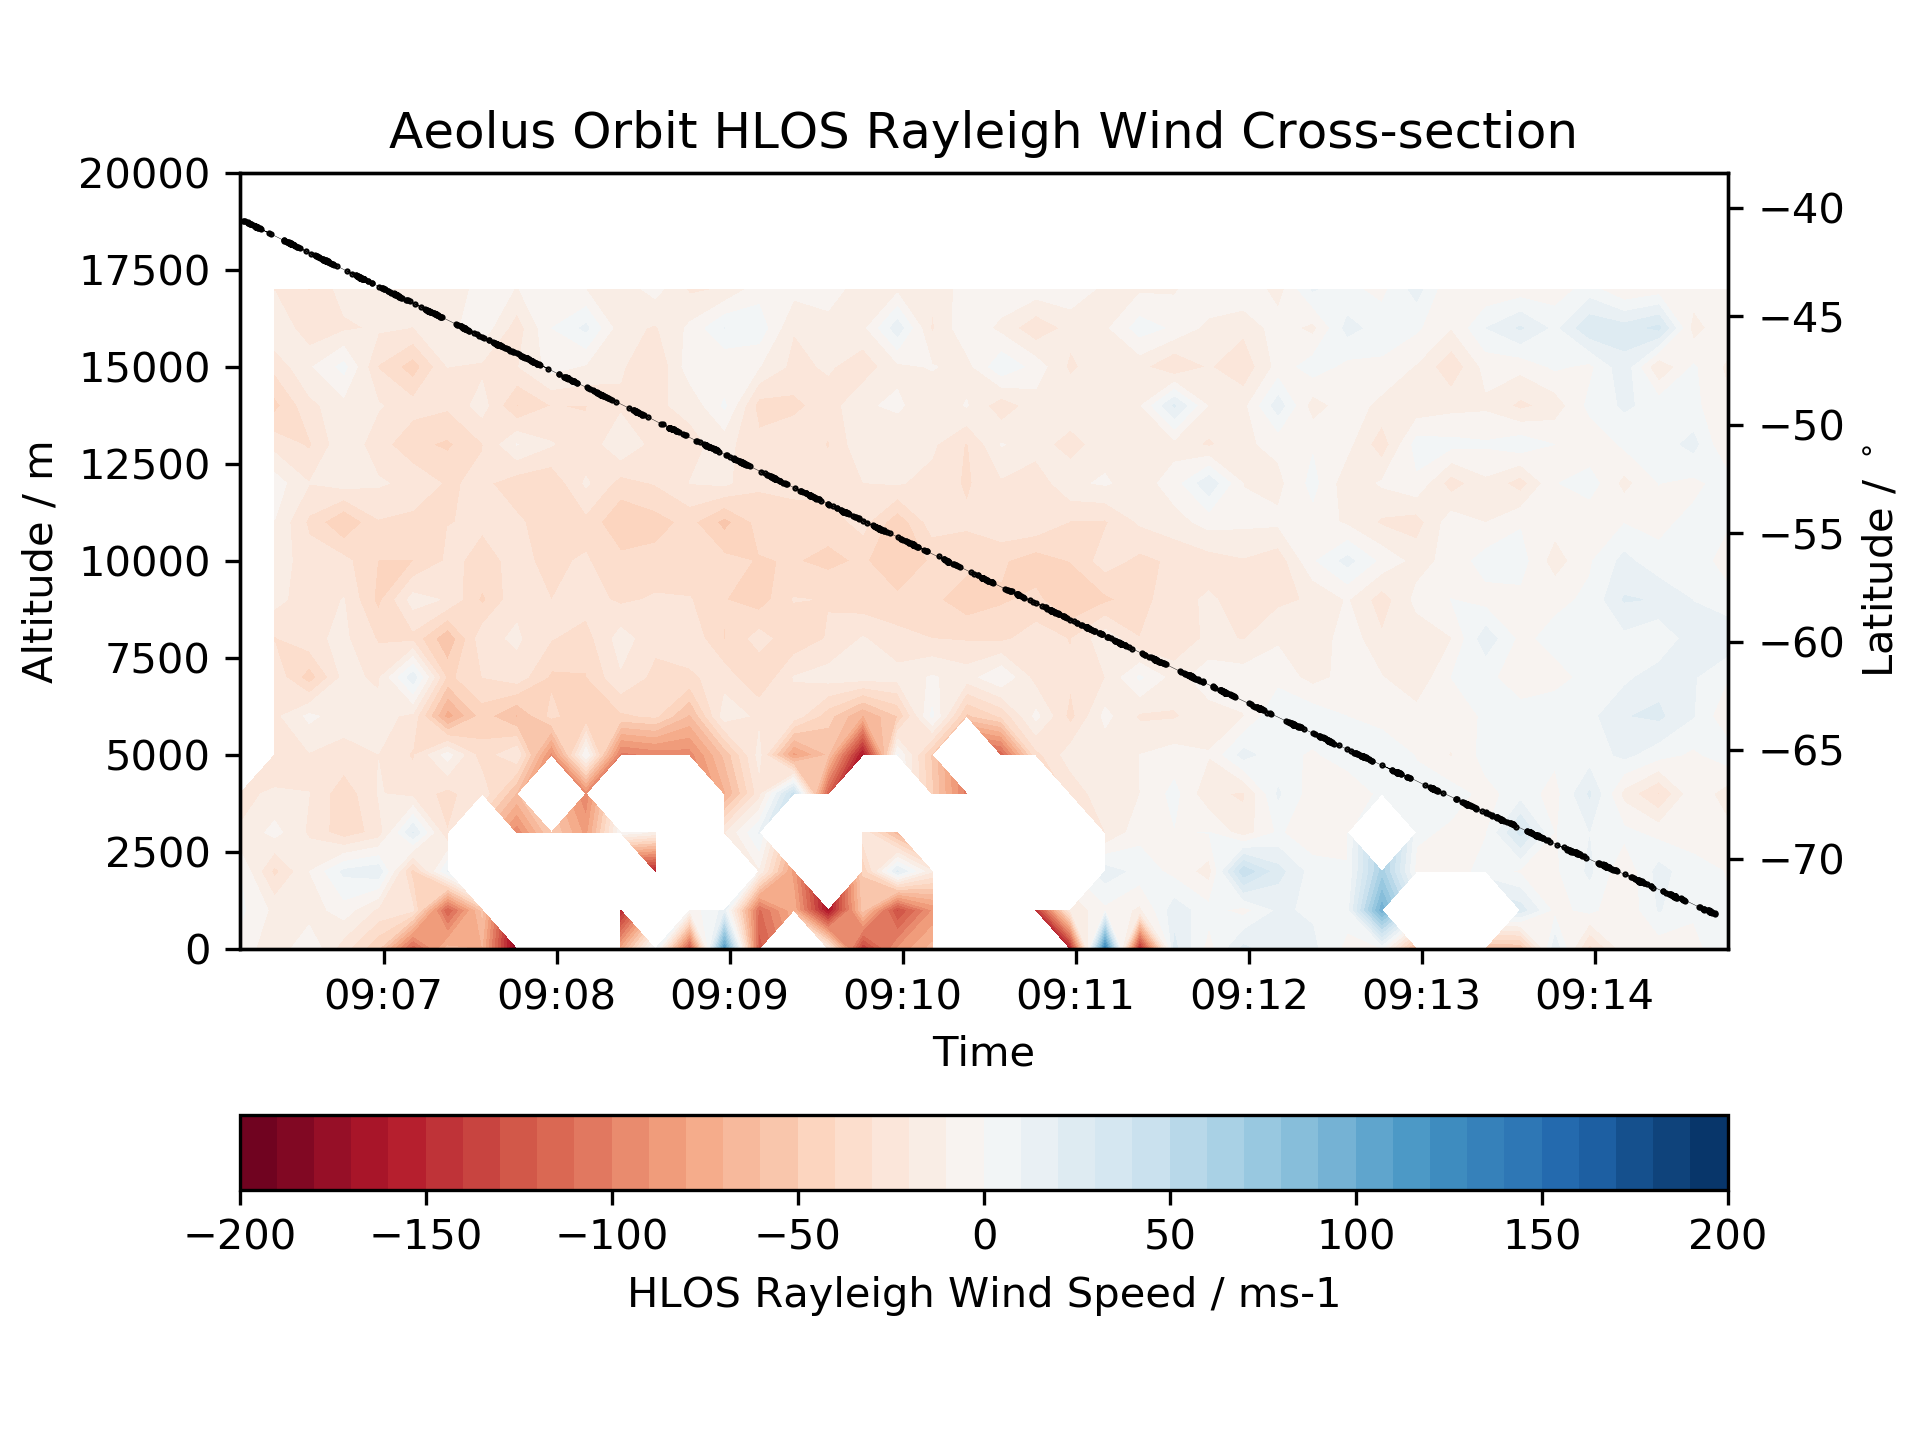 Aeolus Orbit HLOS Rayleigh Wind Cross-section
20000
17500
15000
12500
10000
7500
5000
2500
0
Altitude / m
−40
−45
−50
−55
−60
−65
−70
Latitude / °
09:07 09:08 09:09 09:10 09:11 09:12 09:13 09:14
Time
−200 −150 −100 −50 0 50 100 150 200
HLOS Rayleigh Wind Speed / ms-1